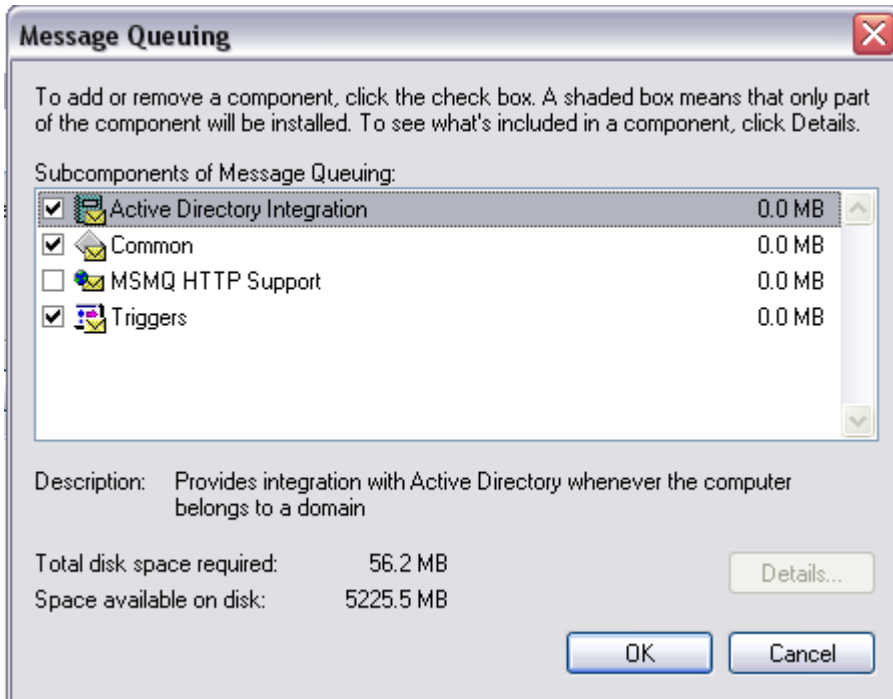 Message Queuing
To add or remove a component, click the check box. A shaded box means that only part
of the component will be installed. To see what's included in a component, click Details.
Subcomponents of Message Queuing:
Active Directory Integration 0.0 MB
Common 0.0 MB
MSMQ HTTP Support 0.0 MB
Triggers 0.0 MB
Description: Provides integration with Active Directory whenever the computer
belongs to a domain
Total disk space required: 56.2 MB
Space available on disk: 5225.5 MB
Details...
OK Cancel